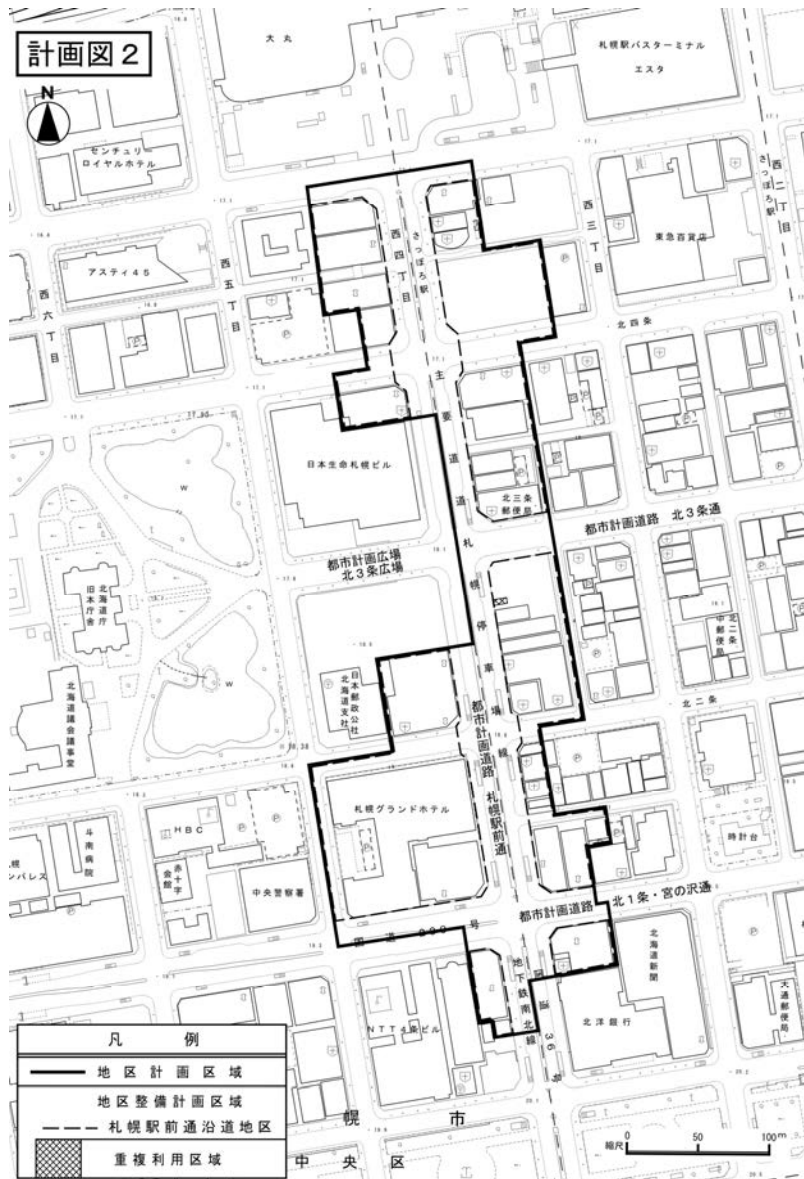 計画図2
N
大丸
札幌駅バスターミナル
エスタ
センチュリー
ロイヤルホテル
西二丁目
さっぽろ駅
西三丁目
東急百貨店
西四丁目
さっぽろ駅
アスティ45
西五丁目
西六丁目
北四条
主要道道札幌停車場線
日本生命札幌ビル
北三条
郵便局
都市計画道路 北3条通
都市計画広場
北3条広場
北海道庁
旧本庁舎
W
W
北二条
中郵便局
北海道議会議事堂
日本郵政公社
北海道支社
北二条
都市計画道路 札幌駅前通
札幌グランドホテル
HBC
斗南病院
赤十字
会館
中央警察署
時計台
都市計画道路 北1条・宮の沢通
北海道新聞
地下鉄南北線
国道36号
NTT4条ビル
北洋銀行
大通郵便局
凡例
地区計画区域
地区整備計画区域
札幌駅前通沿道地区
重複利用区域
幌市
中央区
縮尺
0 50 100m